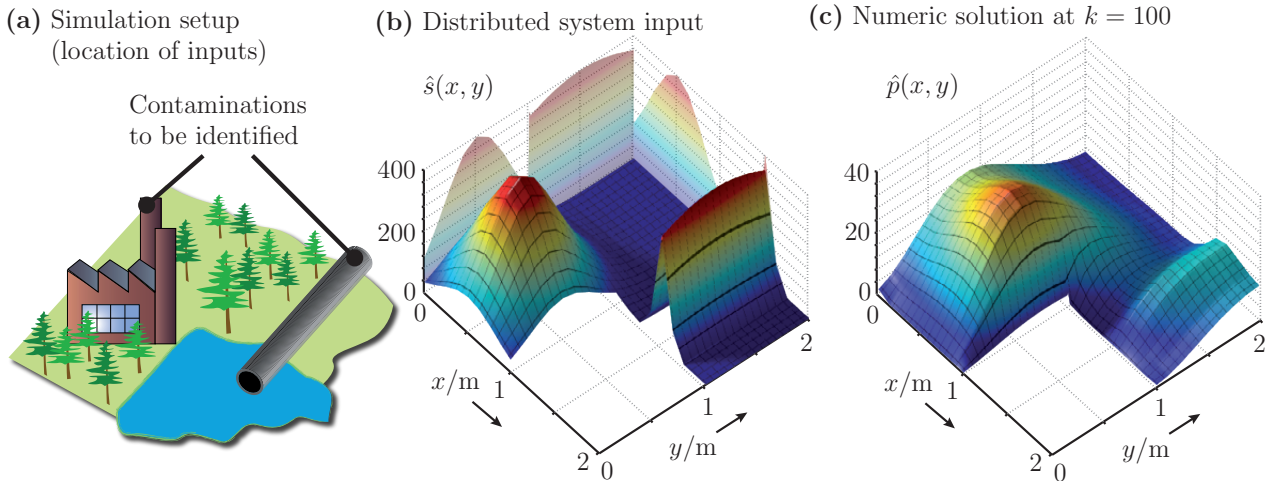 (a) Simulation setup
(location of inputs)
Contaminations
to be identified
(b) Distributed system input
ŝ(x, y)
400
200
0
0
1
2
x/m
0
1
2
y/m
(c) Numeric solution at k = 100
p̂(x, y)
40
20
0
0
1
2
x/m
0
1
2
y/m